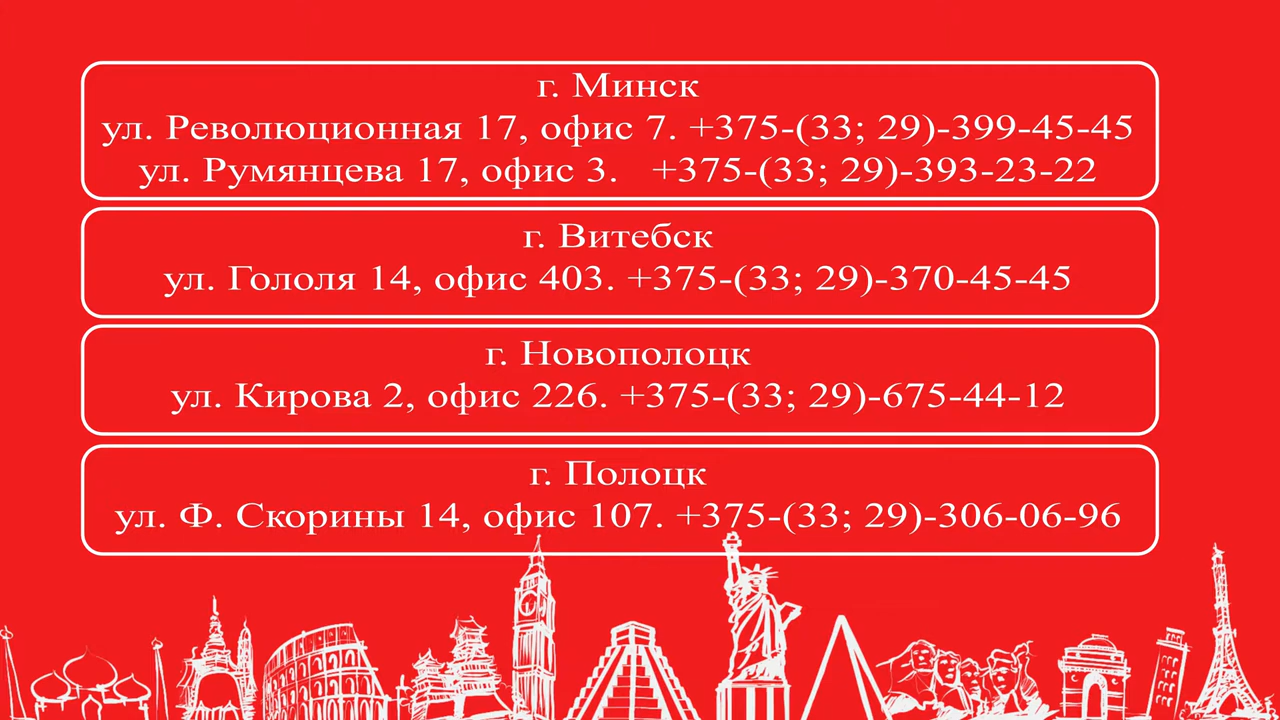 г. Минск
ул. Революционная 17, офис 7. +375-(33; 29)-399-45-45
ул. Румянцева 17, офис 3. +375-(33; 29)-393-23-22
г. Витебск
ул. Гололя 14, офис 403. +375-(33; 29)-370-45-45
г. Новополоцк
ул. Кирова 2, офис 226. +375-(33; 29)-675-44-12
г. Полоцк
ул. Ф. Скорины 14, офис 107. +375-(33; 29)-306-06-96